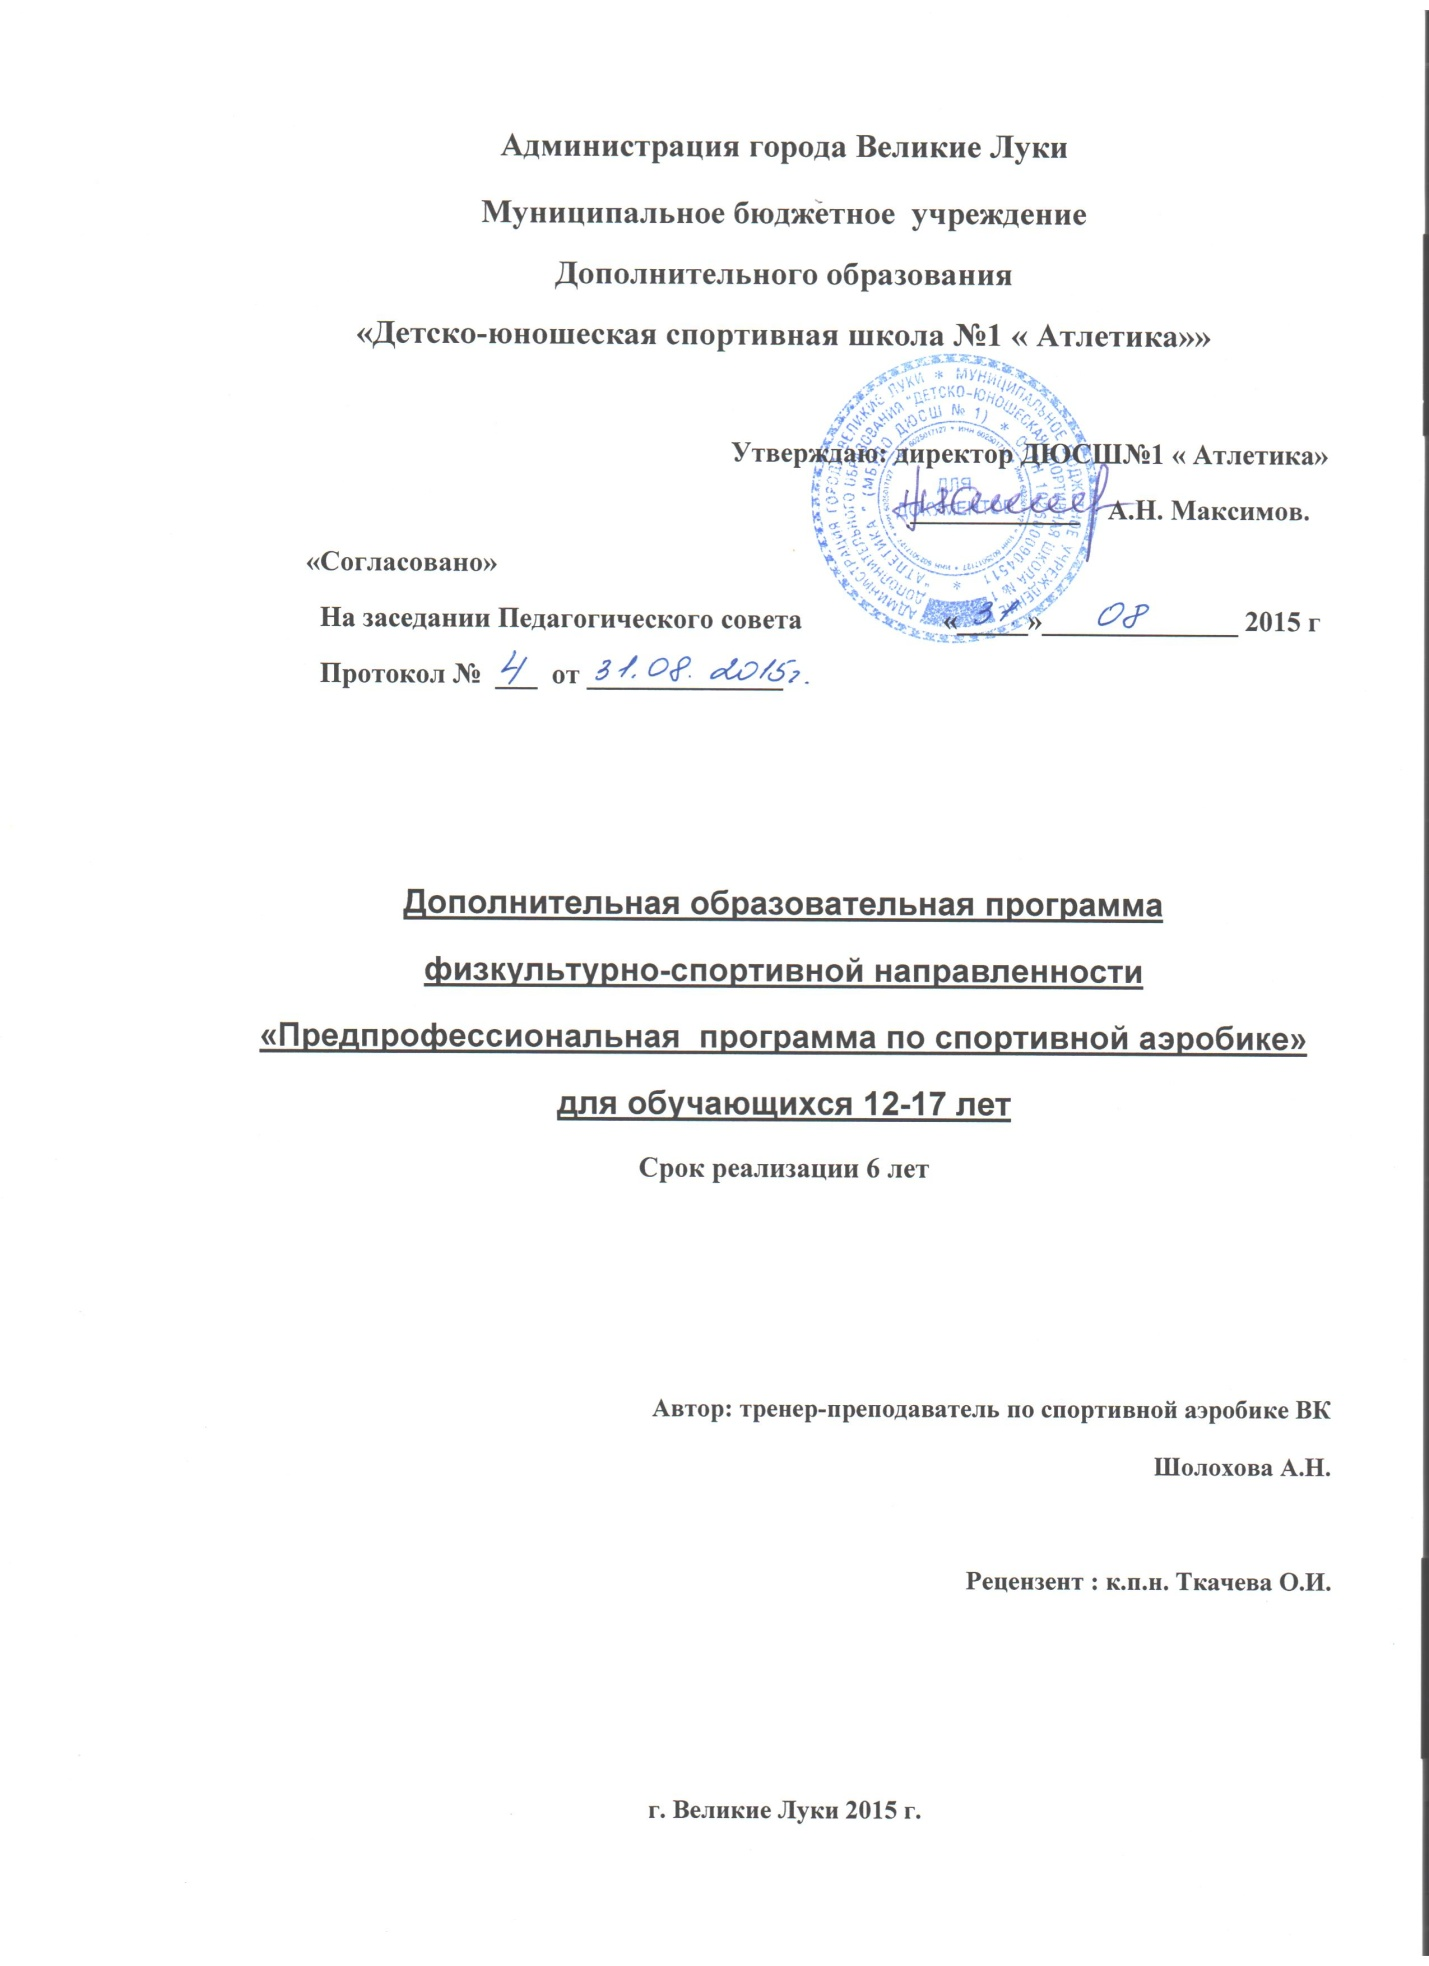 Администрация города Великие Луки
Муниципальное бюджетное учреждение
Дополнительного образования
«Детско-юношеская спортивная школа №1 « Атлетика»»
Утверждаю: директор ДЮСШ№1 « Атлетика»
А.Н. Максимов.
ДЛЯ
ДОКУМЕНТОВ
«Согласовано»
На заседании Педагогического совета «31» 08 2015 г
Протокол № 4 от 31.08. 2015г.
Дополнительная образовательная программа
физкультурно-спортивной направленности
«Предпрофессиональная программа по спортивной аэробике»
для обучающихся 12-17 лет
Срок реализации 6 лет
Автор: тренер-преподаватель по спортивной аэробике ВК
Шолохова А.Н.
Рецензент : к.п.н. Ткачева О.И.
г. Великие Луки 2015 г.